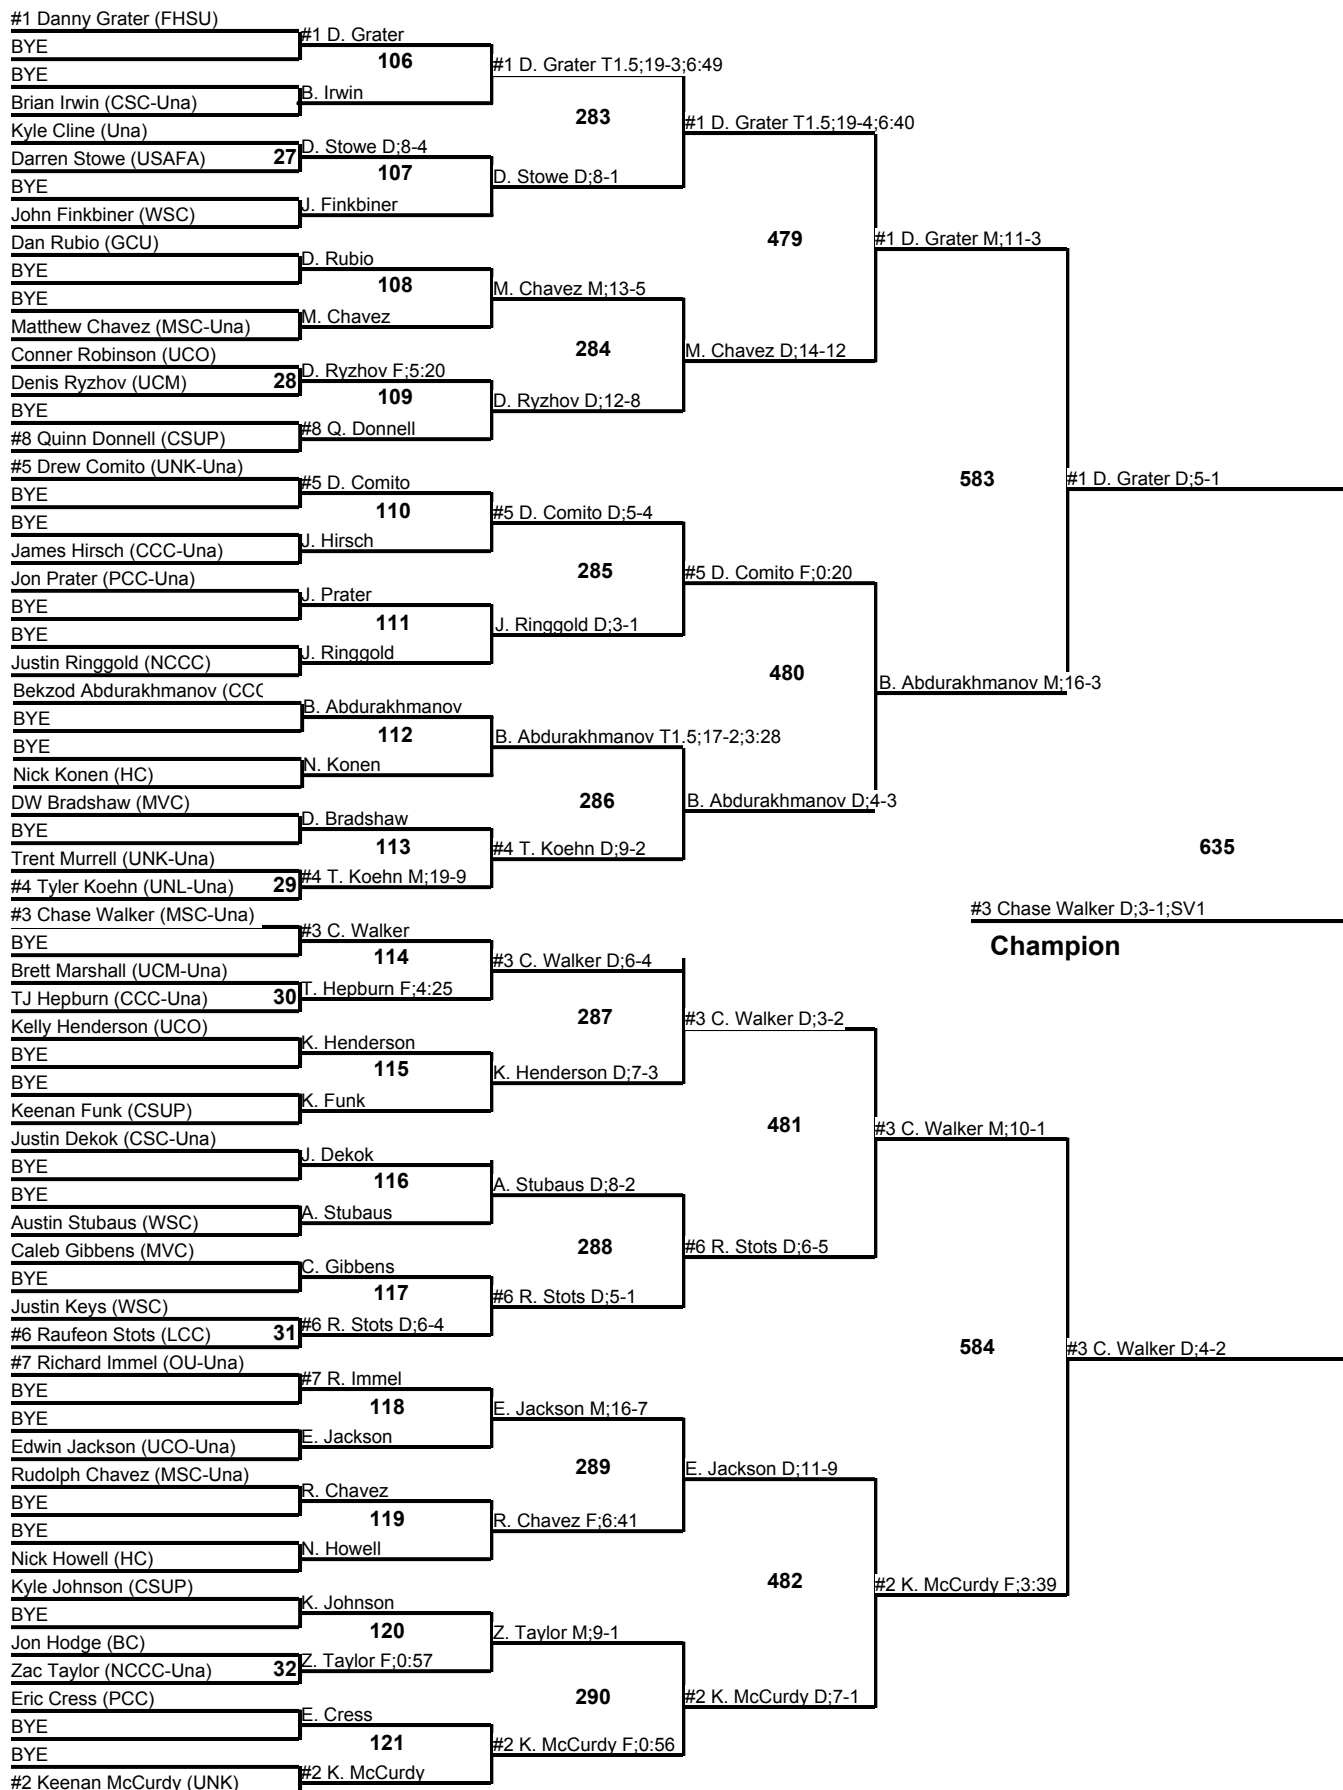 #1 Danny Grater (FHSU)
#1 D. Grater
BYE
106
#1 D. Grater T1.5;19-3;6:49
BYE
B. Irwin
Brian Irwin (CSC-Una)
283
#1 D. Grater T1.5;19-4;6:40
Kyle Cline (Una)
D. Stowe D;8-4
Darren Stowe (USAFA) 27
107
D. Stowe D;8-1
BYE
J. Finkbiner
John Finkbiner (WSC)
479
#1 D. Grater M;11-3
Dan Rubio (GCU)
D. Rubio
BYE
108
M. Chavez M;13-5
BYE
M. Chavez
Matthew Chavez (MSC-Una)
284
M. Chavez D;14-12
Conner Robinson (UCO)
D. Ryzhov F;5:20
Denis Ryzhov (UCM) 28
109
D. Ryzhov D;12-8
BYE
#8 Q. Donnell
#8 Quinn Donnell (CSUP)
583
#1 D. Grater D;5-1
#5 Drew Comito (UNK-Una)
#5 D. Comito
BYE
110
#5 D. Comito D;5-4
BYE
J. Hirsch
James Hirsch (CCC-Una)
285
#5 D. Comito F;0:20
Jon Prater (PCC-Una)
J. Prater
BYE
111
J. Ringgold D;3-1
BYE
J. Ringgold
Justin Ringgold (NCCC)
480
B. Abdurakhmanov M;16-3
Bekzod Abdurakhmanov (CCC
B. Abdurakhmanov
BYE
112
B. Abdurakhmanov T1.5;17-2;3:28
BYE
N. Konen
Nick Konen (HC)
286
B. Abdurakhmanov D;4-3
DW Bradshaw (MVC)
D. Bradshaw
BYE
113
#4 T. Koehn D;9-2
Trent Murrell (UNK-Una)
#4 T. Koehn M;19-9
#4 Tyler Koehn (UNL-Una) 29
635
#3 Chase Walker D;3-1;SV1
Champion
#3 Chase Walker (MSC-Una)
#3 C. Walker
BYE
114
#3 C. Walker D;6-4
Brett Marshall (UCM-Una)
T. Hepburn F;4:25
TJ Hepburn (CCC-Una) 30
287
#3 C. Walker D;3-2
Kelly Henderson (UCO)
K. Henderson
BYE
115
K. Henderson D;7-3
BYE
K. Funk
Keenan Funk (CSUP)
481
#3 C. Walker M;10-1
Justin Dekok (CSC-Una)
J. Dekok
BYE
116
A. Stubaus D;8-2
BYE
A. Stubaus
Austin Stubaus (WSC)
288
#6 R. Stots D;6-5
Caleb Gibbens (MVC)
C. Gibbens
BYE
117
#6 R. Stots D;5-1
Justin Keys (WSC)
#6 R. Stots D;6-4
#6 Raufeon Stots (LCC) 31
584
#3 C. Walker D;4-2
#7 Richard Immel (OU-Una)
#7 R. Immel
BYE
118
E. Jackson M;16-7
BYE
E. Jackson
Edwin Jackson (UCO-Una)
289
E. Jackson D;11-9
Rudolph Chavez (MSC-Una)
R. Chavez
BYE
119
R. Chavez F;6:41
BYE
N. Howell
Nick Howell (HC)
482
#2 K. McCurdy F;3:39
Kyle Johnson (CSUP)
K. Johnson
BYE
120
Z. Taylor M;9-1
Jon Hodge (BC)
Z. Taylor F;0:57
Zac Taylor (NCCC-Una) 32
290
#2 K. McCurdy D;7-1
Eric Cress (PCC)
E. Cress
BYE
121
#2 K. McCurdy F;0:56
BYE
#2 K. McCurdy
#2 Keenan McCurdy (UNK)